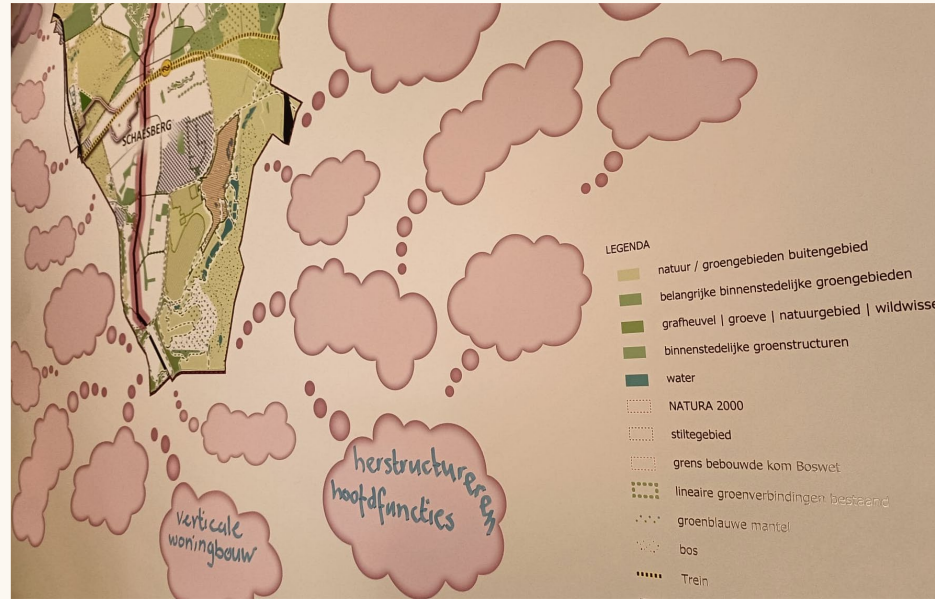 SCHAESBERG
LEGENDA
natuur / groengebieden buitengebied
belangrijke binnenstedelijke groengebieden
grafheuvel | groeve | natuurgebied |
binnenstedelijke groenstructuren
water
NATURA 2000
stiltegebied
grens bebouwde kom Boswet
lineaire groenverbindingen bestaand
groenblauwe mantel
bos
Trein
herstructureren
hoofdfuncties
verticale
woningbouw